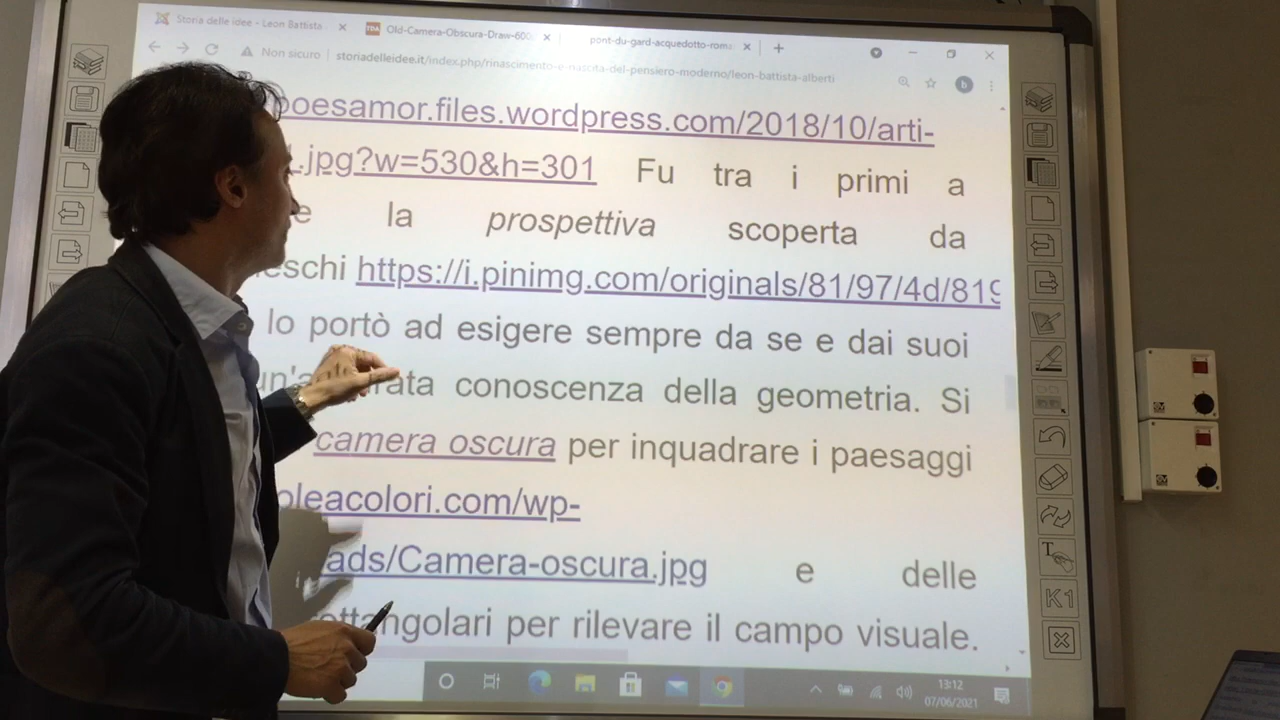 Storia delle idee - Leon Battista
Old-Camera-Obscura-Draw-600
pont-du-gard-acquedotto-roma
Non sicuro
storiadelleidee.it/index.php/rinascimento-e-nascita-del-pensiero-moderno/leon-battista-alberti
poesamor.files.wordpress.com/2018/10/arti-
.jpg?w=530&h=301 Fu tra i primi a
e la prospettiva scoperta da
eschi https://i.pinimg.com/originals/81/97/4d/819
lo portò ad esigere sempre da se e dai suoi
conoscenza della geometria. Si
camera oscura per inquadrare i paesaggi
oleacolori.com/wp-
ads/Camera-oscura.jpg e delle
ngolari per rilevare il campo visuale.
13:12
07/06/2021
K1